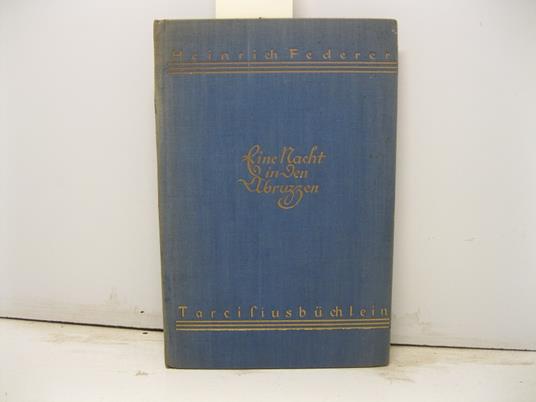 Heinrich Federer
Eine Nacht
in den
Abruzzen
Tarciſiusbüchlein